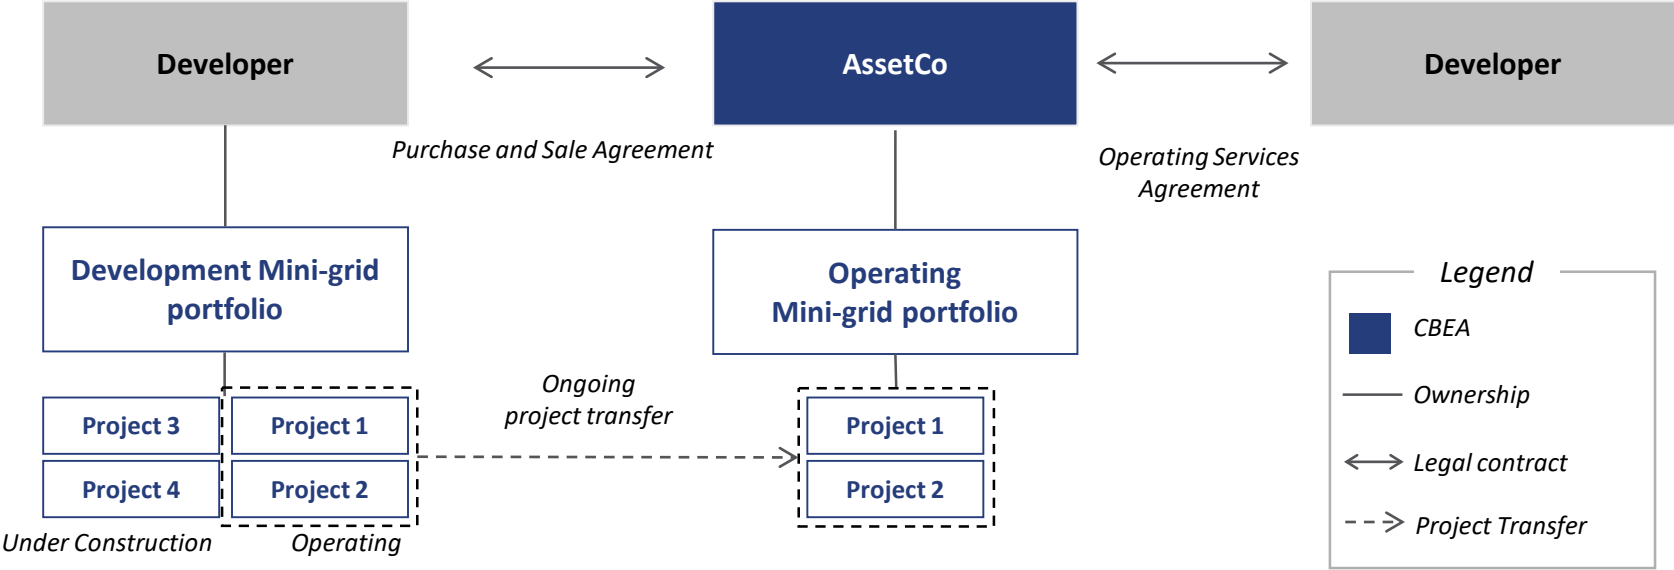 Developer
AssetCo
Developer
Purchase and Sale Agreement
Operating Services
Agreement
Development Mini-grid
portfolio
Operating
Mini-grid portfolio
Project 3
Project 1
Project 4
Project 2
Under Construction
Operating
Ongoing
project transfer
Project 1
Project 2
Legend
CBEA
Ownership
Legal contract
Project Transfer